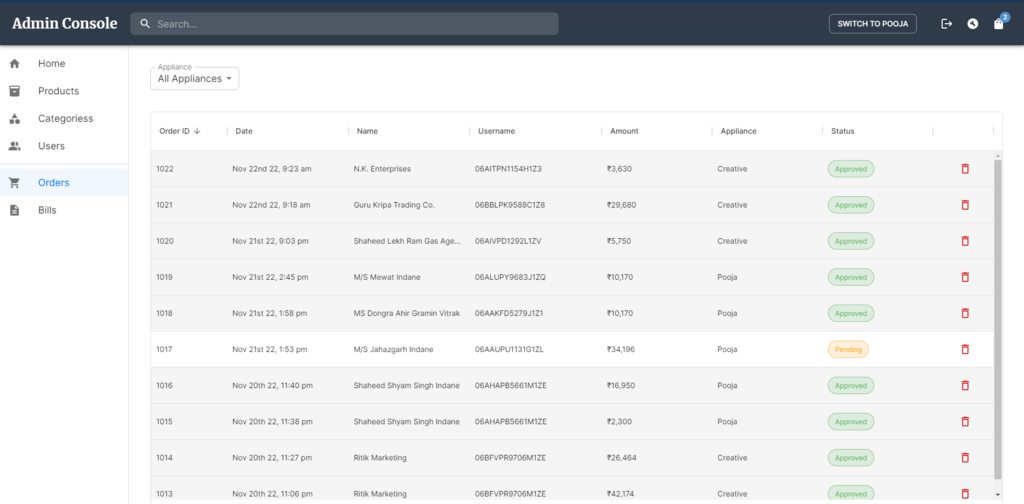 Admin Console Search... SWITCH TO POOJA 2
Home
Products
Categoriess
Users
Orders
Bills
Appliance
All Appliances
Order ID Date Name Username Amount Appliance Status
1022 Nov 22nd 22, 9:23 am N.K. Enterprises 06AITPN1154H1Z3 ₹3,630 Creative Approved
1021 Nov 22nd 22, 9:18 am Guru Kripa Trading Co. 06BBLPK9588C1Z8 ₹29,680 Creative Approved
1020 Nov 21st 22, 9:03 pm Shaheed Lekh Ram Gas Age... 06AIVPD1292L1ZV ₹5,750 Creative Approved
1019 Nov 21st 22, 2:45 pm M/S Mewat Indane 06ALUPY9683J1ZQ ₹10,170 Pooja Approved
1018 Nov 21st 22, 1:58 pm MS Dongra Ahir Gramin Vitrak 06AAKFD5279J1Z1 ₹10,170 Pooja Approved
1017 Nov 21st 22, 1:53 pm M/S Jahazgarh Indane 06AAUPU1131G1ZL ₹34,196 Pooja Pending
1016 Nov 20th 22, 11:40 pm Shaheed Shyam Singh Indane 06AHAPB5661M1ZE ₹16,950 Pooja Approved
1015 Nov 20th 22, 11:38 pm Shaheed Shyam Singh Indane 06AHAPB5661M1ZE ₹2,300 Pooja Approved
1014 Nov 20th 22, 11:27 pm Ritik Marketing 06BFVPR9706M1ZE ₹26,464 Creative Approved
1013 Nov 20th 22, 11:06 pm Ritik Marketing 06BFVPR9706M1ZE ₹42,174 Creative Approved